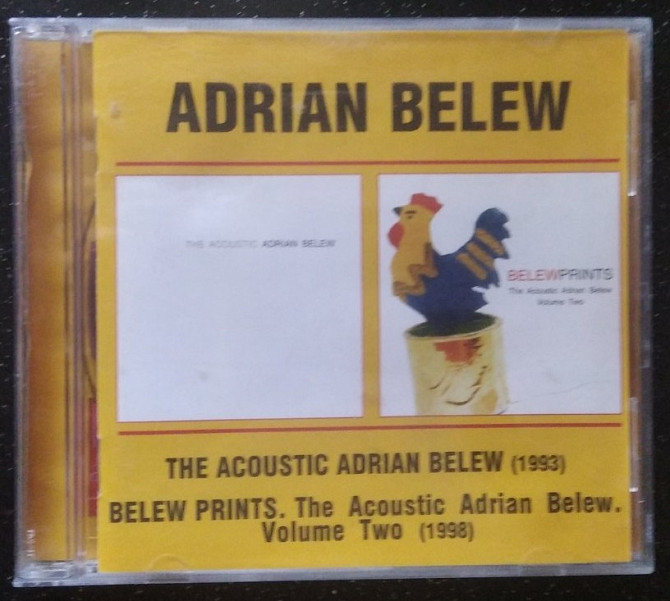 ADRIAN BELEW
THE ACOUSTIC ADRIAN BELEW
BELEWPRINTS
The Acoustic Adrian Belew
Volume Two
THE ACOUSTIC ADRIAN BELEW (1993)
BELEW PRINTS. The Acoustic Adrian Belew.
Volume Two (1998)